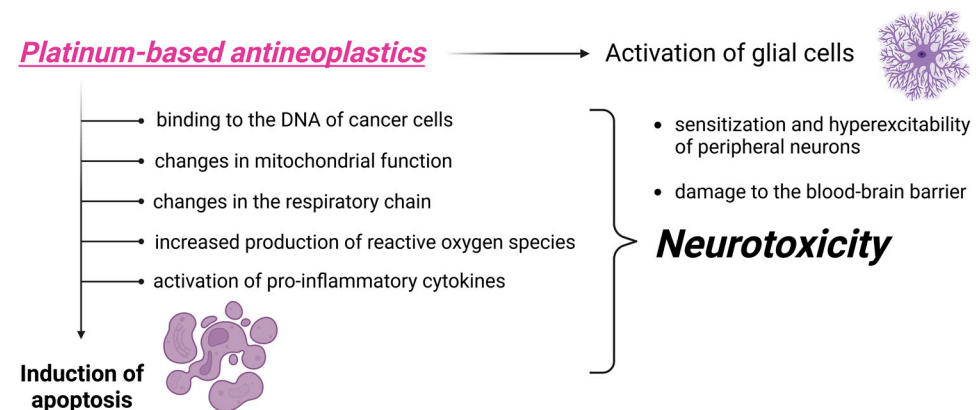 Platinum-based antineoplastics
Activation of glial cells
binding to the DNA of cancer cells
changes in mitochondrial function
changes in the respiratory chain
increased production of reactive oxygen species
activation of pro-inflammatory cytokines
Induction of
apoptosis
• sensitization and hyperexcitability
of peripheral neurons
• damage to the blood-brain barrier
Neurotoxicity